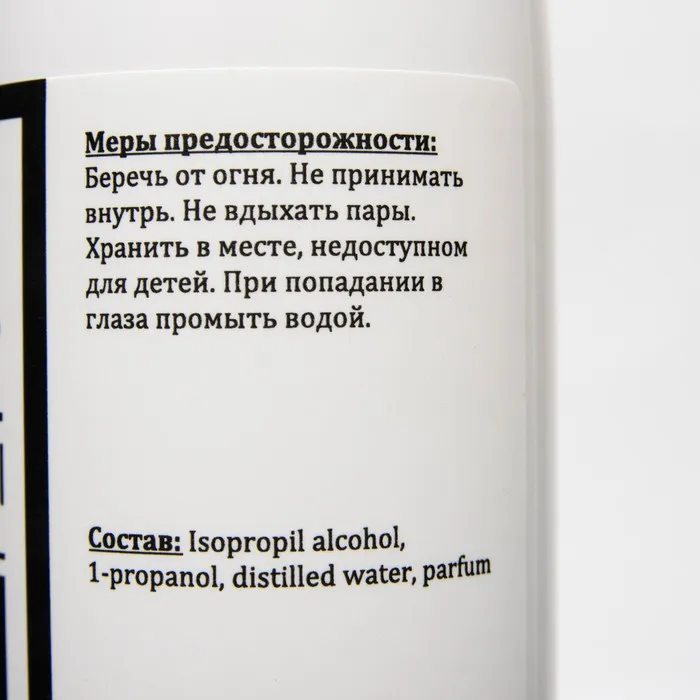 Меры предосторожности:
Беречь от огня. Не принимать
внутрь. Не вдыхать пары.
Хранить в месте, недоступном
для детей. При попадании в
глаза промыть водой.
Состав: Isopropil alcohol,
1-propanol, distilled water, parfum